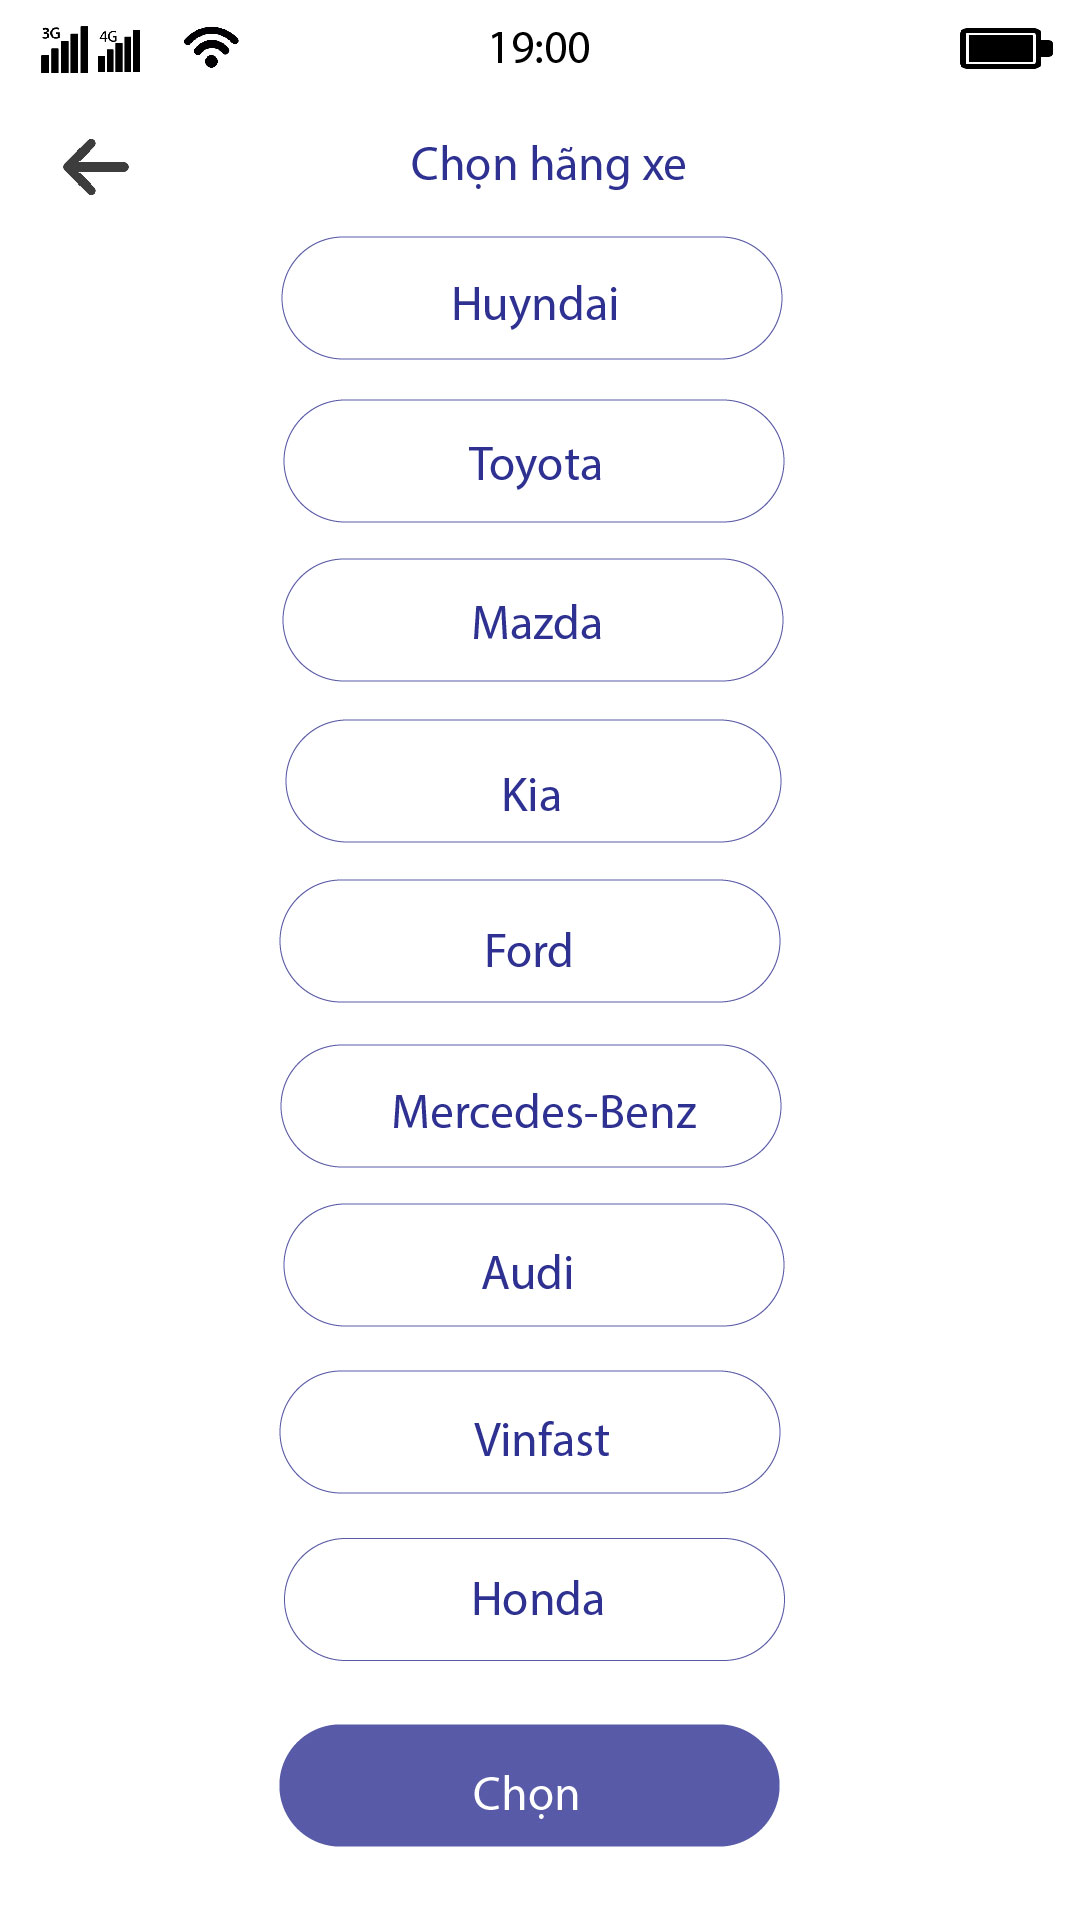 3G 4G 19:00
Chọn hãng xe
Huyndai
Toyota
Mazda
Kia
Ford
Mercedes-Benz
Audi
Vinfast
Honda
Chọn